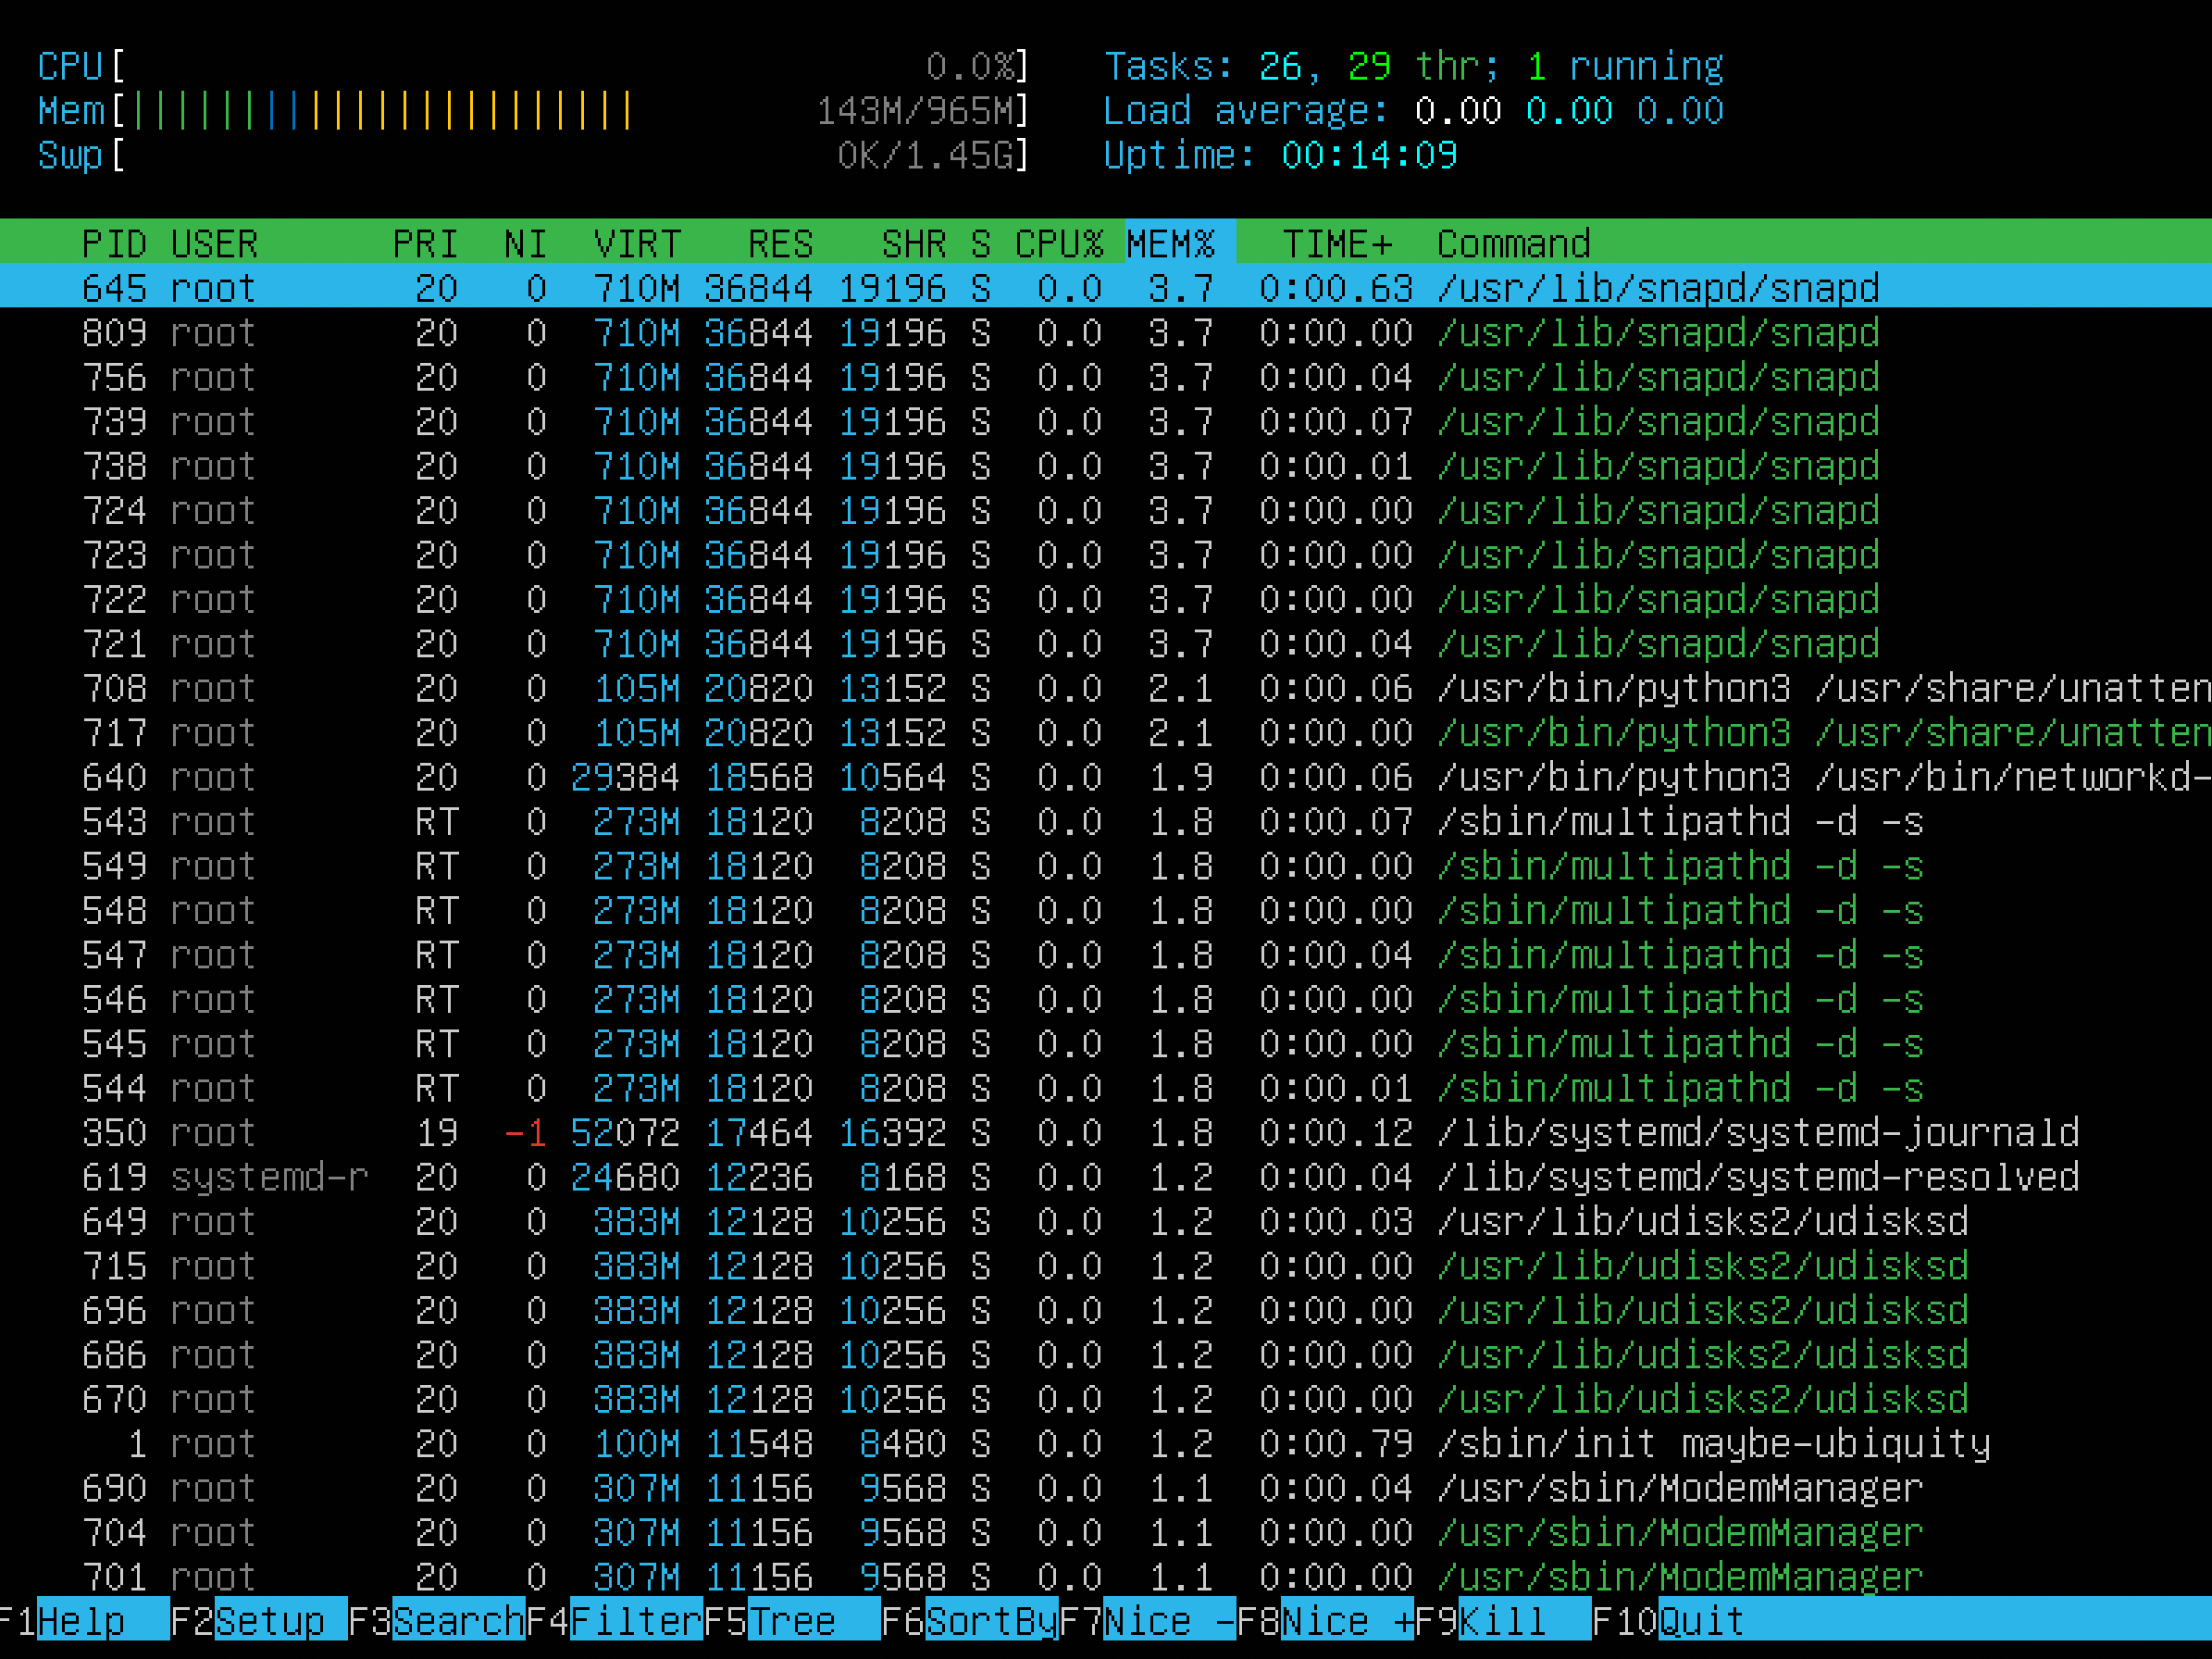 CPU[ 0.0%] Tasks: 26, 29 thr; 1 running
Mem[||||||||||||||||||||||| 143M/965M] Load average: 0.00 0.00 0.00
Swp[ 0K/1.45G] Uptime: 00:14:09
PID USER PRI NI VIRT RES SHR S CPU% MEM% TIME+ Command
645 root 20 0 710M 36844 19196 S 0.0 3.7 0:00.63 /usr/lib/snapd/snapd
809 root 20 0 710M 36844 19196 S 0.0 3.7 0:00.00 /usr/lib/snapd/snapd
756 root 20 0 710M 36844 19196 S 0.0 3.7 0:00.04 /usr/lib/snapd/snapd
739 root 20 0 710M 36844 19196 S 0.0 3.7 0:00.07 /usr/lib/snapd/snapd
738 root 20 0 710M 36844 19196 S 0.0 3.7 0:00.01 /usr/lib/snapd/snapd
724 root 20 0 710M 36844 19196 S 0.0 3.7 0:00.00 /usr/lib/snapd/snapd
723 root 20 0 710M 36844 19196 S 0.0 3.7 0:00.00 /usr/lib/snapd/snapd
722 root 20 0 710M 36844 19196 S 0.0 3.7 0:00.00 /usr/lib/snapd/snapd
721 root 20 0 710M 36844 19196 S 0.0 3.7 0:00.04 /usr/lib/snapd/snapd
708 root 20 0 105M 20820 13152 S 0.0 2.1 0:00.06 /usr/bin/python3 /usr/share/unatten
717 root 20 0 105M 20820 13152 S 0.0 2.1 0:00.00 /usr/bin/python3 /usr/share/unatten
640 root 20 0 29384 18568 10564 S 0.0 1.9 0:00.06 /usr/bin/python3 /usr/bin/networkd-
543 root RT 0 273M 18120 8208 S 0.0 1.8 0:00.07 /sbin/multipathd -d -s
549 root RT 0 273M 18120 8208 S 0.0 1.8 0:00.00 /sbin/multipathd -d -s
548 root RT 0 273M 18120 8208 S 0.0 1.8 0:00.00 /sbin/multipathd -d -s
547 root RT 0 273M 18120 8208 S 0.0 1.8 0:00.04 /sbin/multipathd -d -s
546 root RT 0 273M 18120 8208 S 0.0 1.8 0:00.00 /sbin/multipathd -d -s
545 root RT 0 273M 18120 8208 S 0.0 1.8 0:00.00 /sbin/multipathd -d -s
544 root RT 0 273M 18120 8208 S 0.0 1.8 0:00.01 /sbin/multipathd -d -s
350 root 19 -1 52072 17464 16392 S 0.0 1.8 0:00.12 /lib/systemd/systemd-journald
619 systemd-r 20 0 24680 12236 8168 S 0.0 1.2 0:00.04 /lib/systemd/systemd-resolved
649 root 20 0 383M 12128 10256 S 0.0 1.2 0:00.03 /usr/lib/udisks2/udisksd
715 root 20 0 383M 12128 10256 S 0.0 1.2 0:00.00 /usr/lib/udisks2/udisksd
696 root 20 0 383M 12128 10256 S 0.0 1.2 0:00.00 /usr/lib/udisks2/udisksd
686 root 20 0 383M 12128 10256 S 0.0 1.2 0:00.00 /usr/lib/udisks2/udisksd
670 root 20 0 383M 12128 10256 S 0.0 1.2 0:00.00 /usr/lib/udisks2/udisksd
1 root 20 0 100M 11548 8480 S 0.0 1.2 0:00.79 /sbin/init maybe-ubiquity
690 root 20 0 307M 11156 9568 S 0.0 1.1 0:00.04 /usr/sbin/ModemManager
704 root 20 0 307M 11156 9568 S 0.0 1.1 0:00.00 /usr/sbin/ModemManager
701 root 20 0 307M 11156 9568 S 0.0 1.1 0:00.00 /usr/sbin/ModemManager
F1Help F2Setup F3SearchF4FilterF5Tree F6SortByF7Nice -F8Nice +F9Kill F10Quit